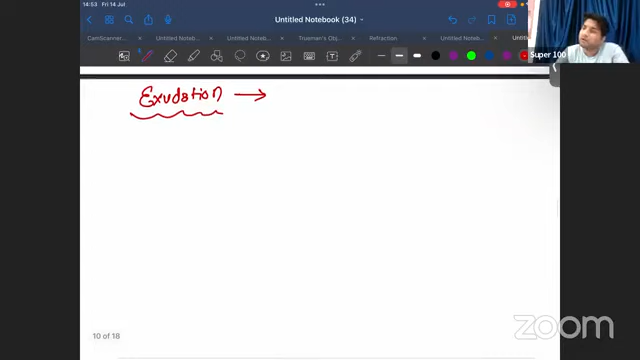 14:53 Fri 14 Jul
Untitled Notebook (34)
CamScanner... Untitled Notebo... Untitled Notebo... Trueman's Obj... Refraction Untitled Notebo... Untitl
Super 100
Exudation →
10 of 18
zoom